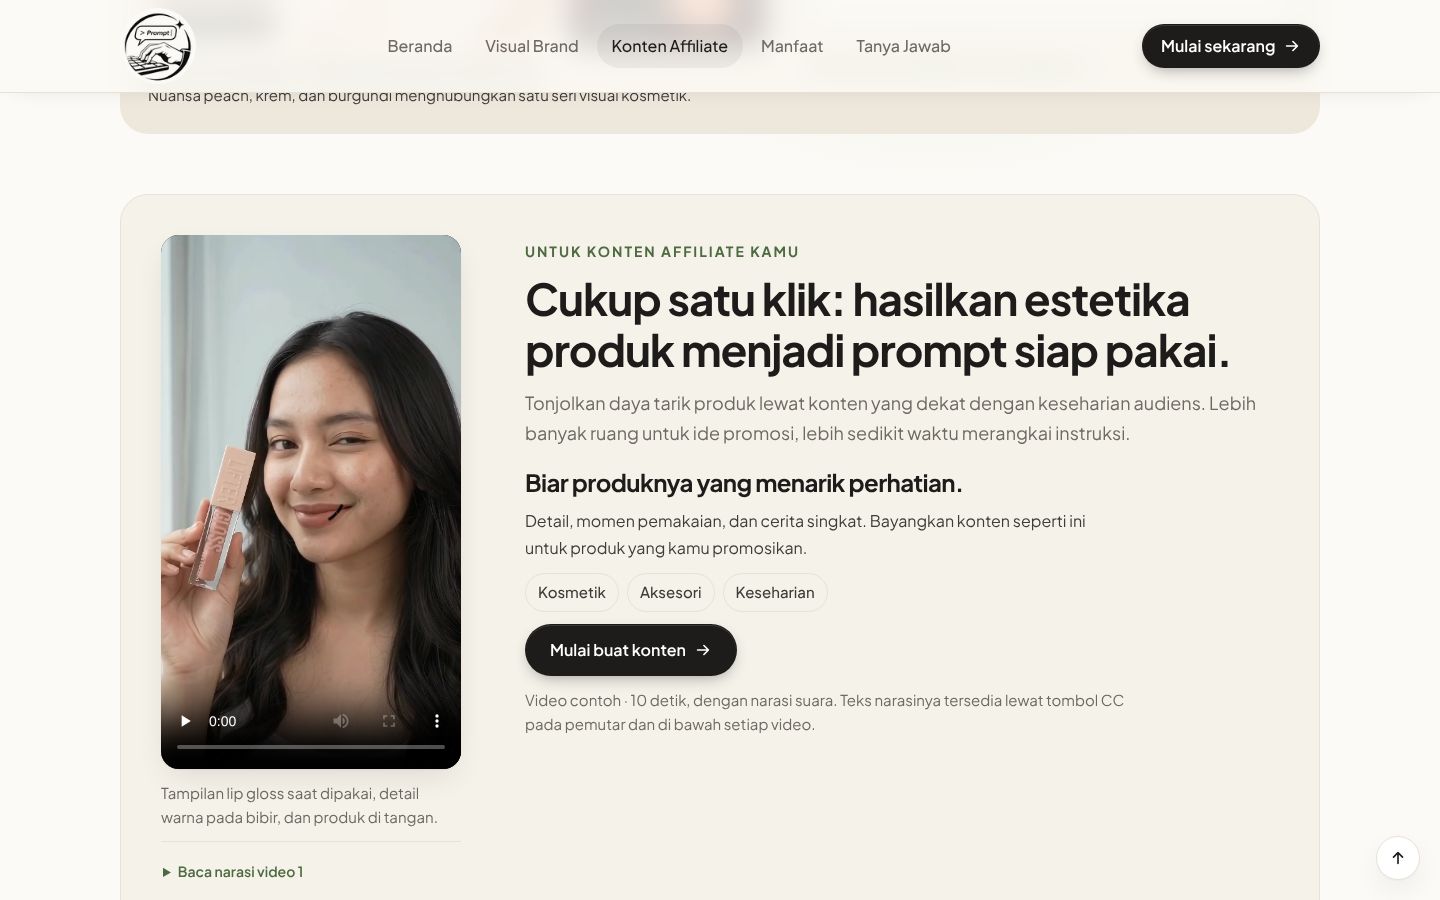 > Prompt|
Beranda
Visual Brand
Konten Affiliate
Manfaat
Tanya Jawab
Mulai sekarang →
Nuansa peach, krem, dan burgundi menghubungkan satu seri visual kosmetik.
UNTUK KONTEN AFFILIATE KAMU
Cukup satu klik: hasilkan estetika
produk menjadi prompt siap pakai.
Tonjolkan daya tarik produk lewat konten yang dekat dengan keseharian audiens. Lebih
banyak ruang untuk ide promosi, lebih sedikit waktu merangkai instruksi.
Biar produknya yang menarik perhatian.
Detail, momen pemakaian, dan cerita singkat. Bayangkan konten seperti ini
untuk produk yang kamu promosikan.
Kosmetik
Aksesori
Keseharian
Mulai buat konten →
Video contoh · 10 detik, dengan narasi suara. Teks narasinya tersedia lewat tombol CC
pada pemutar dan di bawah setiap video.
LIFTER
GLOSS
0:00
Tampilan lip gloss saat dipakai, detail
warna pada bibir, dan produk di tangan.
Baca narasi video 1